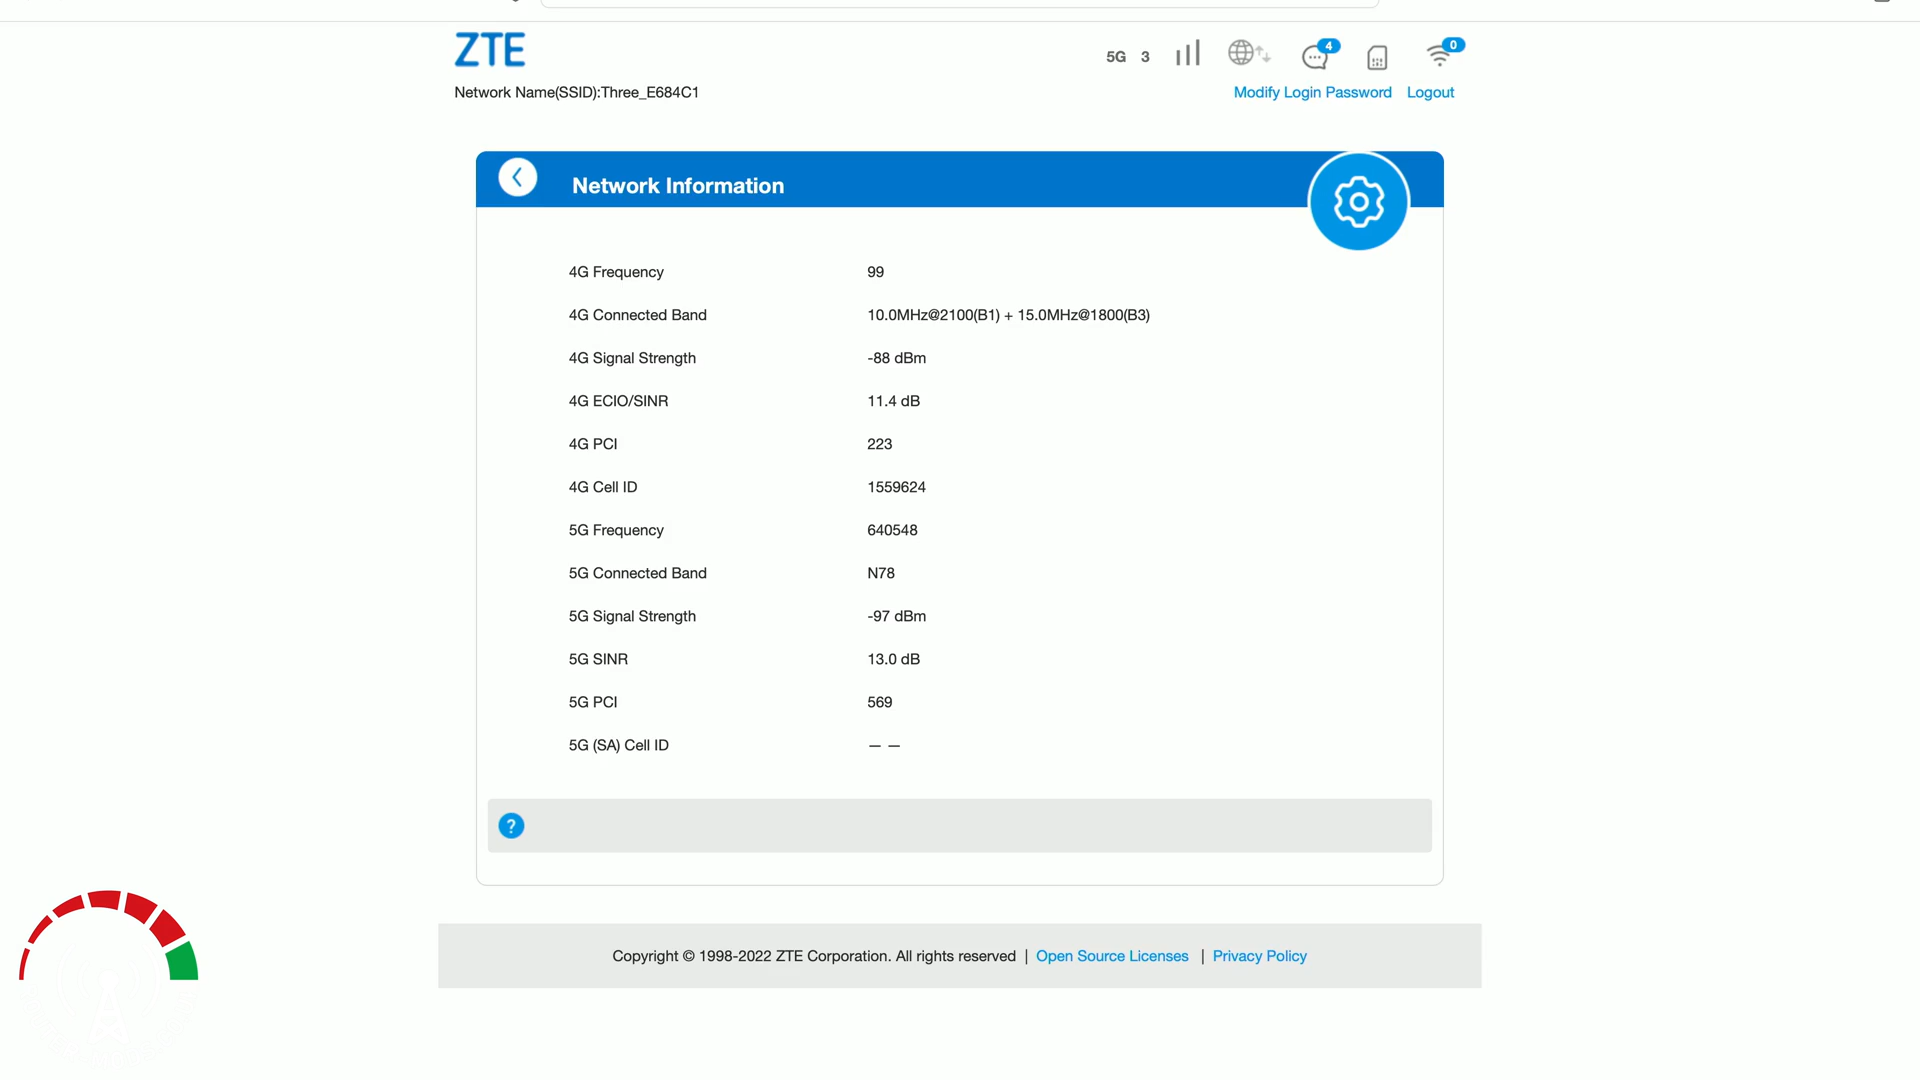 ZTE
5G 3 4 0
Network Name(SSID):Three_E684C1
Modify Login Password Logout
Network Information
4G Frequency 99
4G Connected Band 10.0MHz@2100(B1) + 15.0MHz@1800(B3)
4G Signal Strength -88 dBm
4G ECIO/SINR 11.4 dB
4G PCI 223
4G Cell ID 1559624
5G Frequency 640548
5G Connected Band N78
5G Signal Strength -97 dBm
5G SINR 13.0 dB
5G PCI 569
5G (SA) Cell ID — —
?
Copyright © 1998-2022 ZTE Corporation. All rights reserved | Open Source Licenses | Privacy Policy